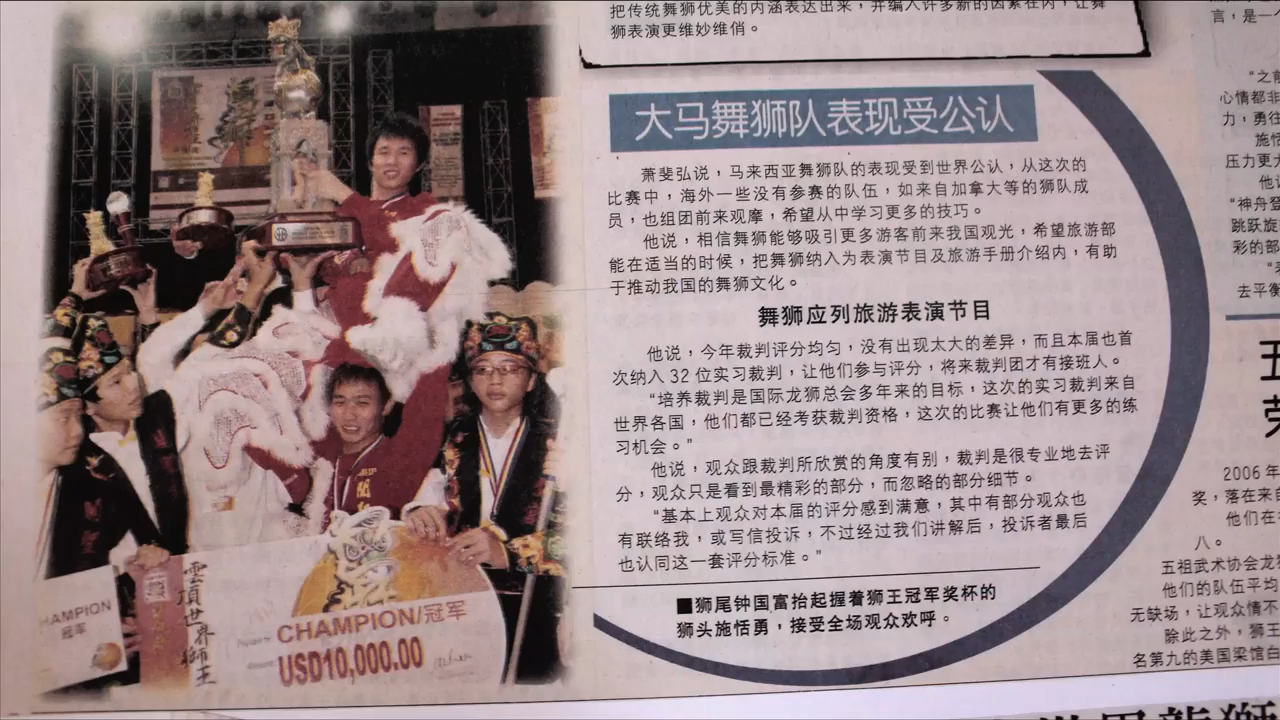 把传统舞狮优美的内涵表达出来，并编入许多新的因素在内，让舞
狮表演更维妙维俏。
大马舞狮队表现受公认
萧斐弘说，马来西亚舞狮队的表现受到世界公认，从这次的
比赛中，海外一些没有参赛的队伍，如来自加拿大等的狮队成
员，也组团前来观摩，希望从中学习更多的技巧。
他说，相信舞狮能够吸引更多游客前来我国观光，希望旅游部
能在适当的时候，把舞狮纳入为表演节目及旅游手册介绍内，有助
于推动我国的舞狮文化。
舞狮应列旅游表演节目
他说，今年裁判评分均匀，没有出现太大的差异，而且本届也首
次纳入32位实习裁判，让他们参与评分，将来裁判团才有接班人。
“培养裁判是国际龙狮总会多年来的目标，这次的实习裁判来自
世界各国，他们都已经考获裁判资格，这次的比赛让他们有更多的练
习机会。”
他说，观众跟裁判所欣赏的角度有别，裁判是很专业地去评
分，观众只是看到最精彩的部分，而忽略的部分细节。
“基本上观众对本届的评分感到满意，其中有部分观众也
有联络我，或写信投诉，不过经过我们讲解后，投诉者最后
也认同这一套评分标准。”
■狮尾钟国富抬起握着狮王冠军奖杯的
狮头施恬勇，接受全场观众欢呼。
HAMPION
冠军
雲頂世界獅王
CHAMPION/冠军
USD10,000.00
言，是一
“之前
心情都非
力，勇往
施恬
压力更大
他说
“神舟登
跳跃旋
彩的部
去平衡
2006年
奖，落在来自
他们在
八。
五祖武术协会龙狮
他们的队伍平均
无缺场，让观众情不
除此之外，狮王
名第九的美国梁馆白